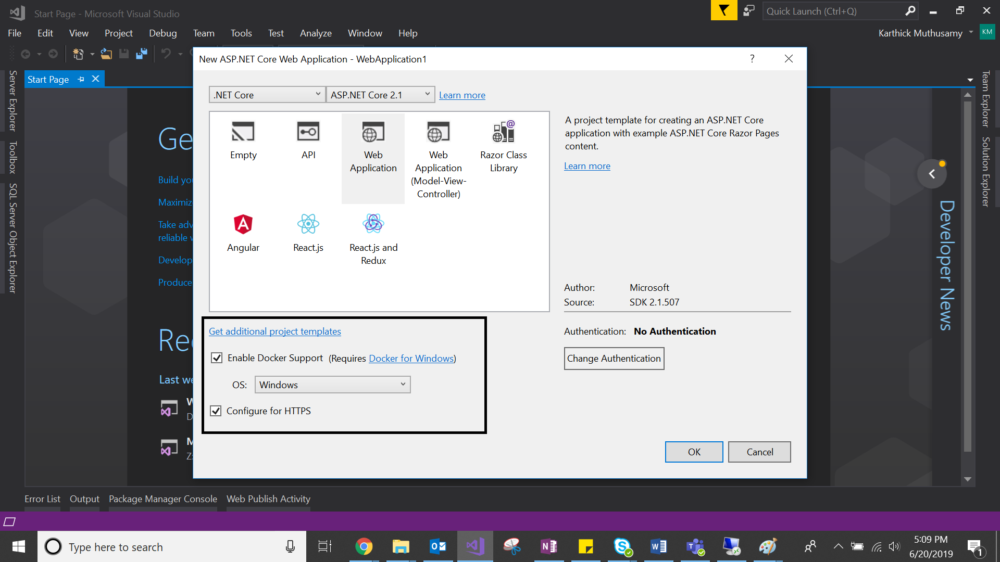 Start Page - Microsoft Visual Studio
Quick Launch (Ctrl+Q)
File Edit View Project Debug Team Tools Test Analyze Window Help
Karthick Muthusamy
KM
Start Page
Server Explorer
Toolbox
SQL Server Object Explorer
Team Explorer
Solution Explorer
Developer News
New ASP.NET Core Web Application - WebApplication1
?
.NET Core
ASP.NET Core 2.1
Learn more
Empty
API
Web
Application
Web
Application
(Model-View-
Controller)
Razor Class
Library
Angular
React.js
React.js and
Redux
A project template for creating an ASP.NET Core
application with example ASP.NET Core Razor Pages
content.
Learn more
Author: Microsoft
Source: SDK 2.1.507
Authentication: No Authentication
Change Authentication
Get additional project templates
Enable Docker Support (Requires Docker for Windows)
OS: Windows
Configure for HTTPS
OK
Cancel
Ge
Build yo
Maximiz
Take adv
reliable
Develop
Produce
Re
Last we
Error List Output Package Manager Console Web Publish Activity
Type here to search
5:09 PM
6/20/2019
1